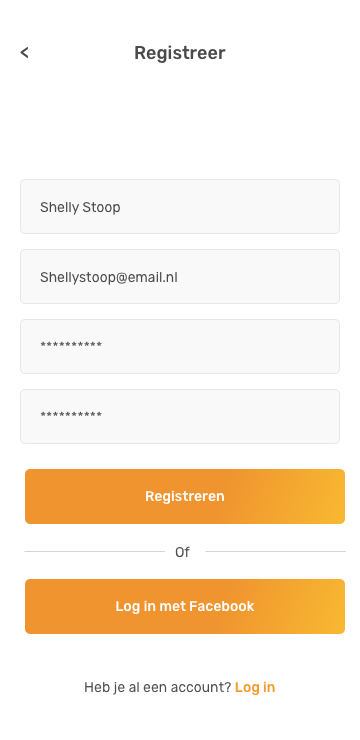 < Registreer
Shelly Stoop
Shellystoop@email.nl
**********
**********
Registreren
Of
Log in met Facebook
Heb je al een account? Log in